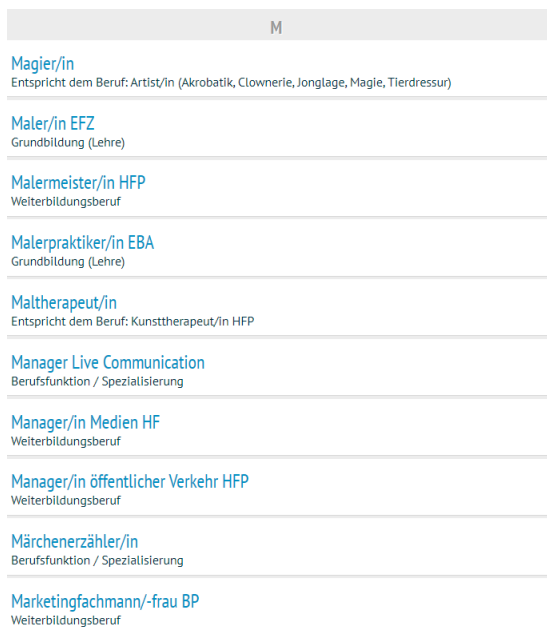 M
Magier/in
Entspricht dem Beruf: Artist/in (Akrobatik, Clownerie, Jonglage, Magie, Tierdressur)
Maler/in EFZ
Grundbildung (Lehre)
Malermeister/in HFP
Weiterbildungsberuf
Malerpraktiker/in EBA
Grundbildung (Lehre)
Maltherapeut/in
Entspricht dem Beruf: Kunsttherapeut/in HFP
Manager Live Communication
Berufsfunktion / Spezialisierung
Manager/in Medien HF
Weiterbildungsberuf
Manager/in öffentlicher Verkehr HFP
Weiterbildungsberuf
Märchenerzähler/in
Berufsfunktion / Spezialisierung
Marketingfachmann/-frau BP
Weiterbildungsberuf